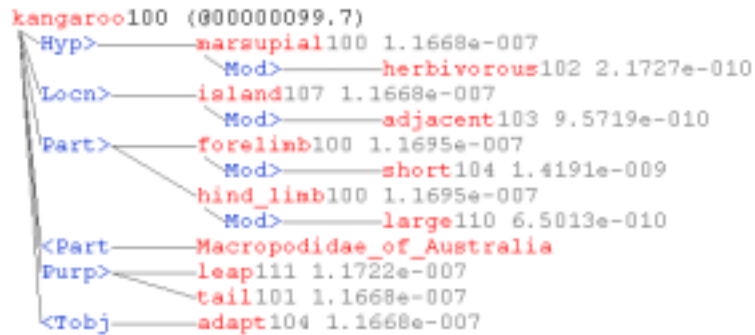 kangaroo100 (@00000099.7)
Hyp> marsupial100 1.1668e-007
Mod> herbivorous102 2.1727e-010
Locn> island107 1.1668e-007
Mod> adjacent103 9.5719e-010
Part> forelimb100 1.1695e-007
Mod> short104 1.4191e-009
hind_limb100 1.1695e-007
Mod> large110 6.5013e-010
<Part Macropodidae_of_Australia
Purp> leap111 1.1722e-007
tail101 1.1668e-007
<Tobj adapt104 1.1668e-007